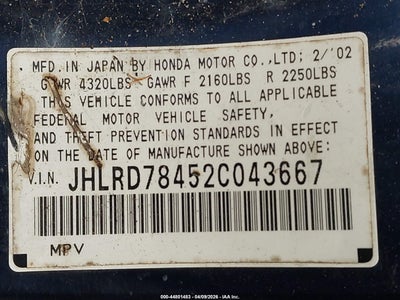 MFD. IN JAPAN BY HONDA MOTOR CO.,LTD; 2/'02
GVWR 4320LBS GAWR F 2160LBS R 2250LBS
THIS VEHICLE CONFORMS TO ALL APPLICABLE
FEDERAL MOTOR VEHICLE SAFETY,
AND THEFT PREVENTION STANDARDS IN EFFECT
ON THE DATE OF MANUFACTURE SHOWN ABOVE:
V.I.N. JHLRD78452C043667
MPV
000-44801483 - 04/09/2026 - IAA Inc.